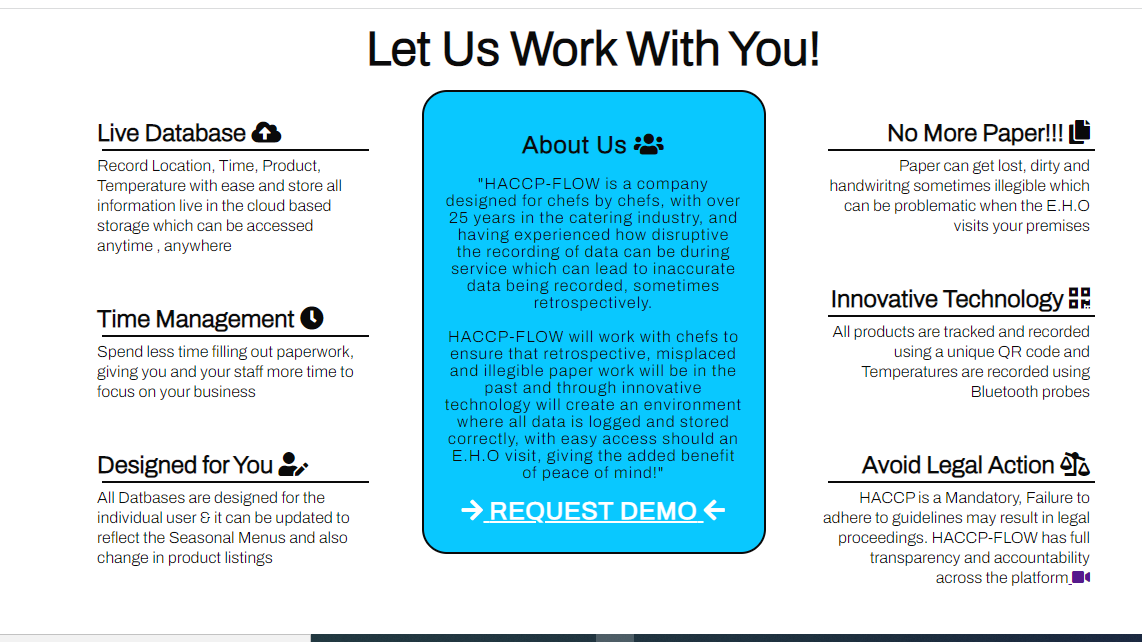 Let Us Work With You!
Live Database
Record Location, Time, Product,
Temperature with ease and store all
information live in the cloud based
storage which can be accessed
anytime , anywhere
Time Management
Spend less time filling out paperwork,
giving you and your staff more time to
focus on your business
Designed for You
All Datbases are designed for the
individual user & it can be updated to
reflect the Seasonal Menus and also
change in product listings
About Us
"HACCP-FLOW is a company
designed for chefs by chefs, with over
25 years in the catering industry, and
having experienced how disruptive
the recording of data can be during
service which can lead to inaccurate
data being recorded, sometimes
retrospectively.
HACCP-FLOW will work with chefs to
ensure that retrospective, misplaced
and illegible paper work will be in the
past and through innovative
technology will create an environment
where all data is logged and stored
correctly, with easy access should an
E.H.O visit, giving the added benefit
of peace of mind!"
REQUEST DEMO
No More Paper!!!
Paper can get lost, dirty and
handwiritng sometimes illegible which
can be problematic when the E.H.O
visits your premises
Innovative Technology
All products are tracked and recorded
using a unique QR code and
Temperatures are recorded using
Bluetooth probes
Avoid Legal Action
HACCP is a Mandatory, Failure to
adhere to guidelines may result in legal
proceedings. HACCP-FLOW has full
transparency and accountability
across the platform